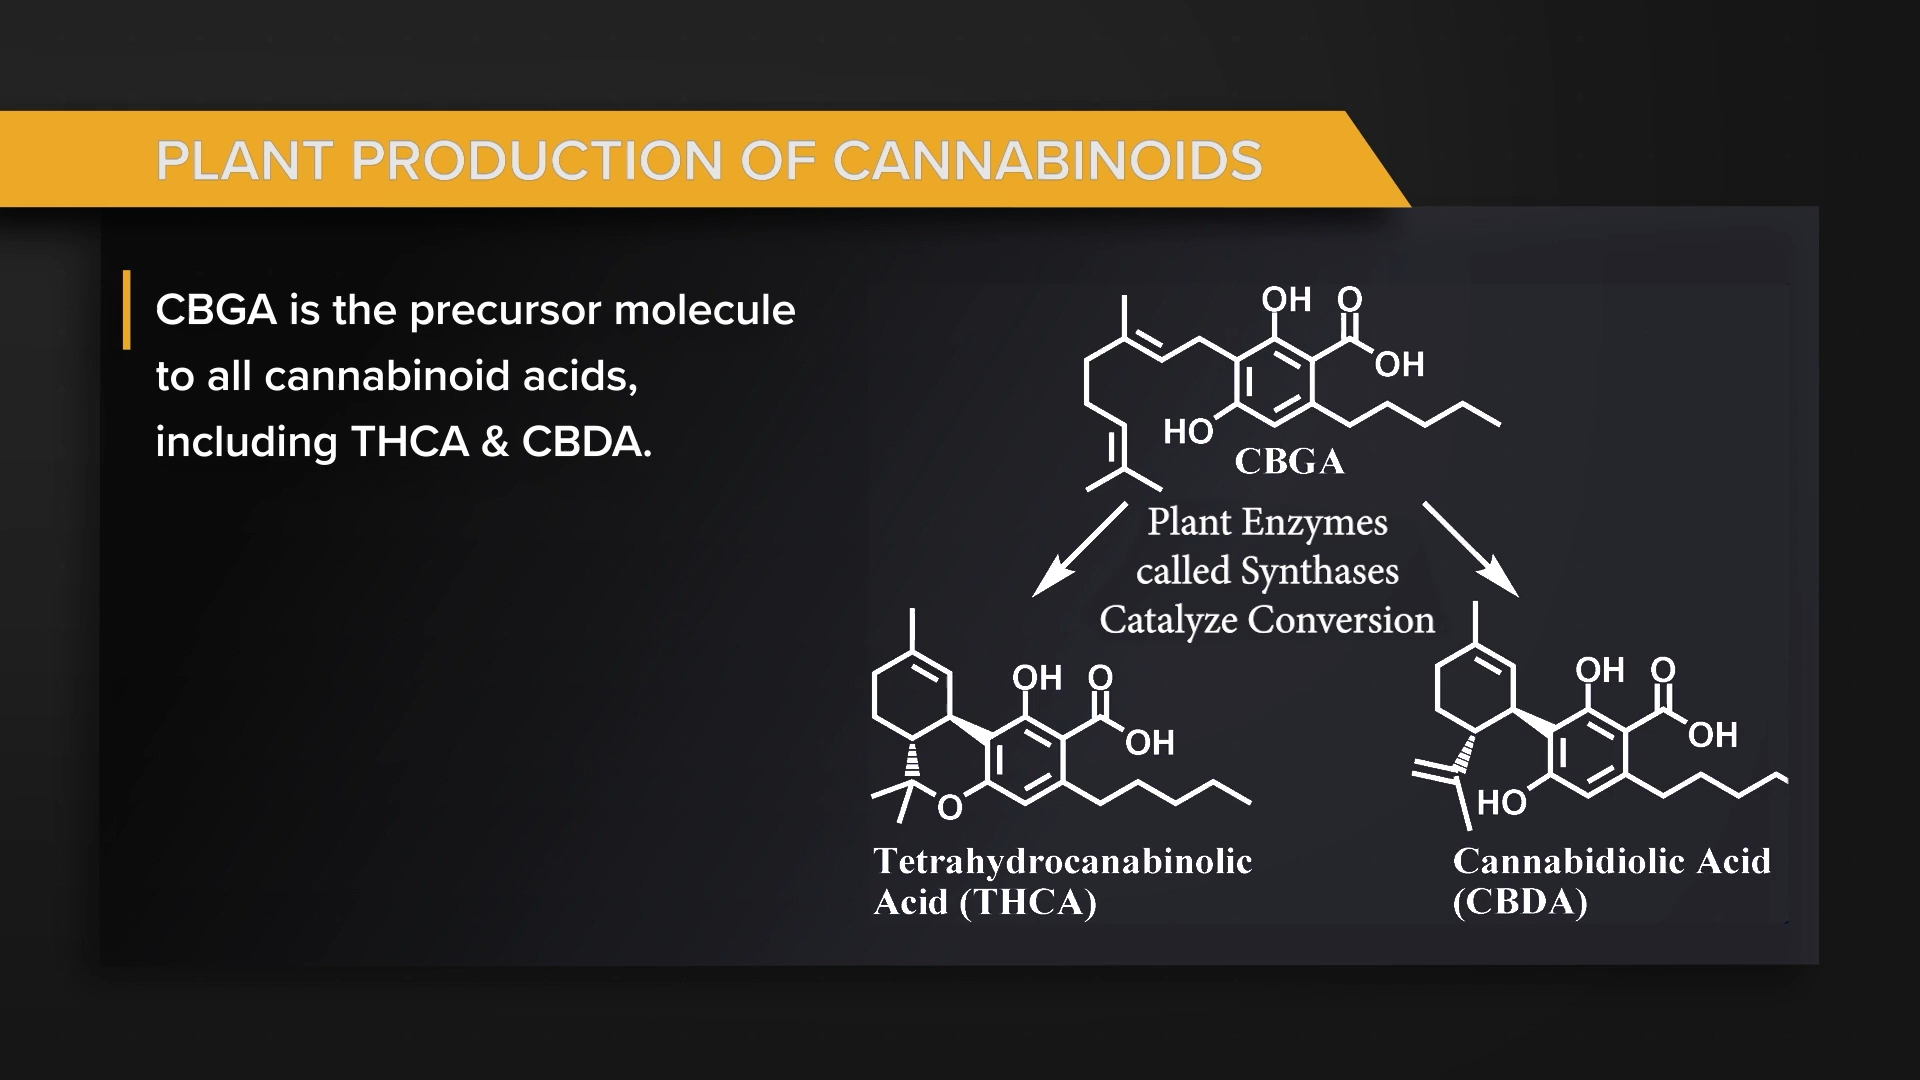 PLANT PRODUCTION OF CANNABINOIDS
CBGA is the precursor molecule
to all cannabinoid acids,
including THCA & CBDA.
OH O
OH
HO
CBGA
Plant Enzymes
called Synthases
Catalyze Conversion
OH O
OH
O
Tetrahydrocanabinolic
Acid (THCA)
OH O
OH
HO
Cannabidiolic Acid
(CBDA)